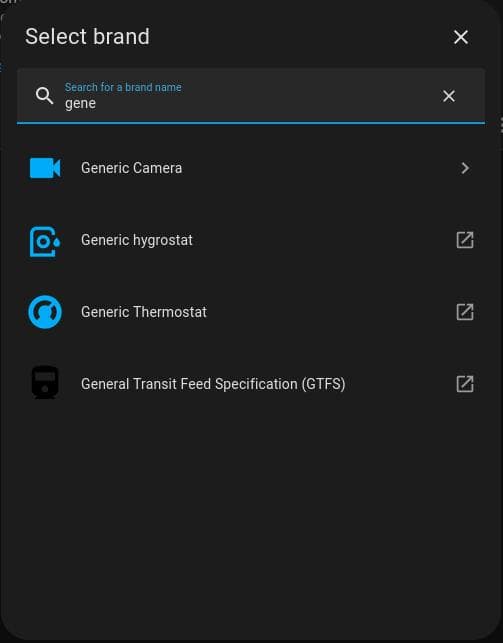 Select brand
Search for a brand name
gene
Generic Camera
Generic hygrostat
Generic Thermostat
General Transit Feed Specification (GTFS)